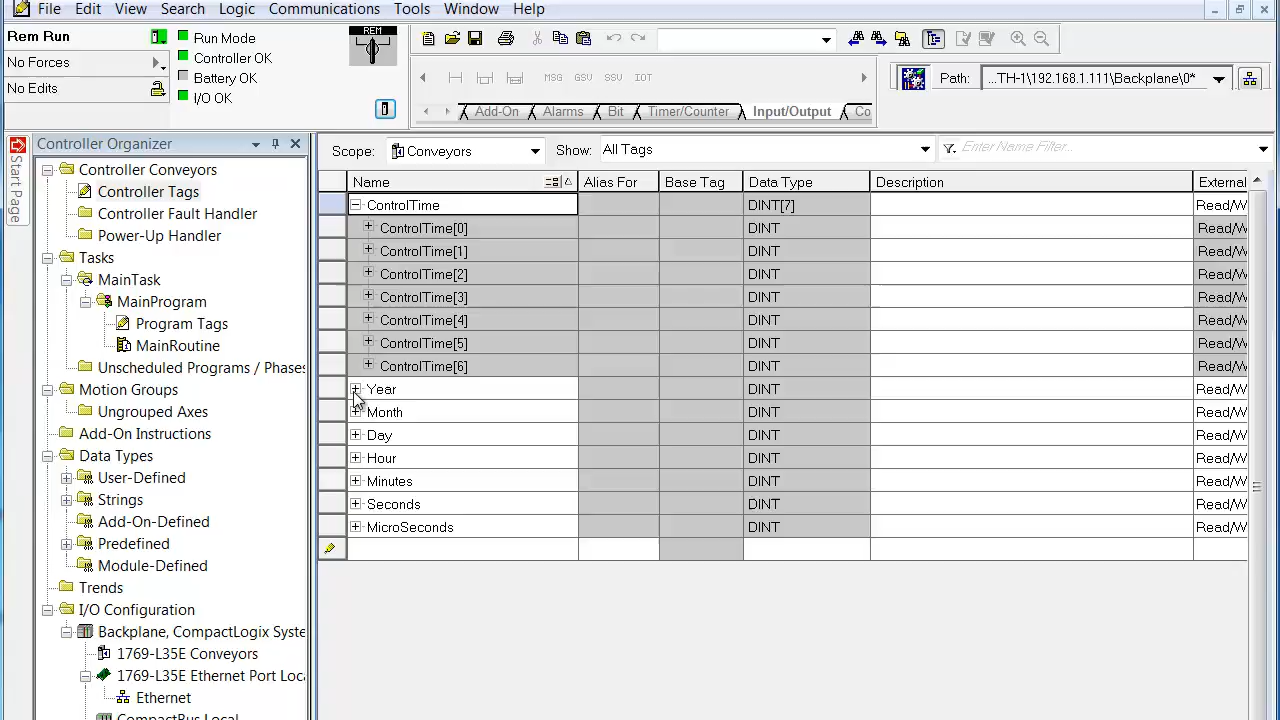 File Edit View Search Logic Communications Tools Window Help
Rem Run
No Forces
No Edits
Run Mode
Controller OK
Battery OK
I/O OK
REM
MSG GSV SSV IOT
Add-On Alarms Bit Timer/Counter Input/Output Co
Path: ...TH-1\192.168.1.111\Backplane\0*
Start Page
Controller Organizer
Controller Conveyors
Controller Tags
Controller Fault Handler
Power-Up Handler
Tasks
MainTask
MainProgram
Program Tags
MainRoutine
Unscheduled Programs / Phases
Motion Groups
Ungrouped Axes
Add-On Instructions
Data Types
User-Defined
Strings
Add-On-Defined
Predefined
Module-Defined
Trends
I/O Configuration
Backplane, CompactLogix Syste
1769-L35E Conveyors
1769-L35E Ethernet Port Loca
Ethernet
CompactBus Local
Scope: Conveyors Show: All Tags Enter Name Filter...
Name Alias For Base Tag Data Type Description External
ControlTime DINT[7] Read/W
ControlTime[0] DINT Read/W
ControlTime[1] DINT Read/W
ControlTime[2] DINT Read/W
ControlTime[3] DINT Read/W
ControlTime[4] DINT Read/W
ControlTime[5] DINT Read/W
ControlTime[6] DINT Read/W
Year DINT Read/W
Month DINT Read/W
Day DINT Read/W
Hour DINT Read/W
Minutes DINT Read/W
Seconds DINT Read/W
MicroSeconds DINT Read/W